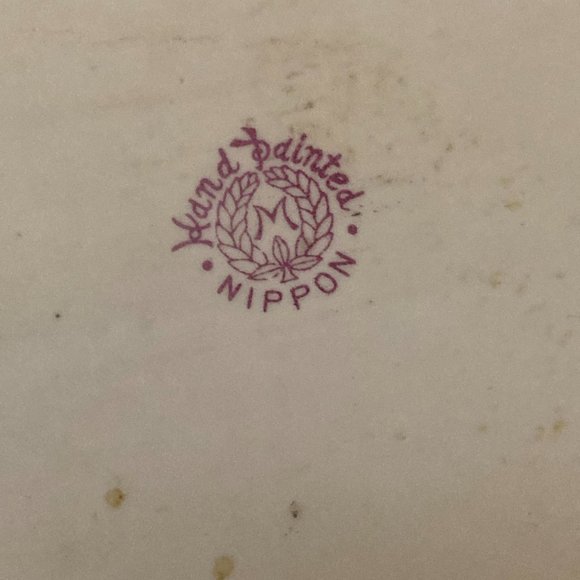 Hand Painted
M
• NIPPON •